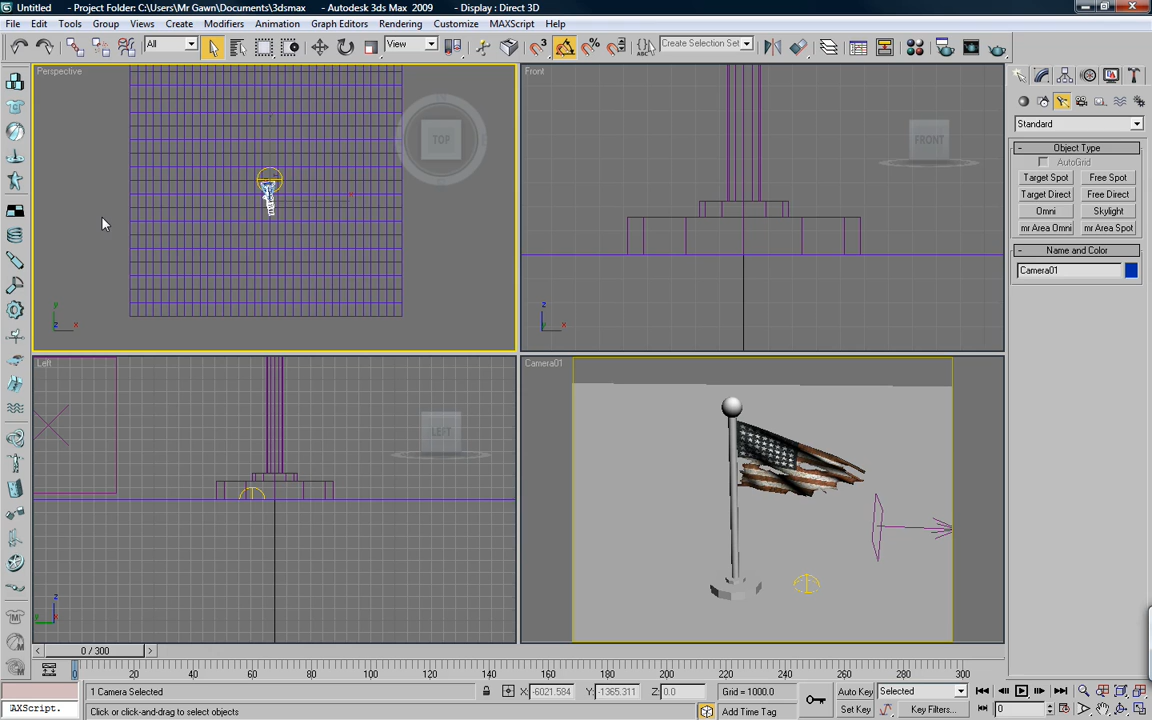 Untitled - Project Folder: C:\Users\Mr Gawn\Documents\3dsmax - Autodesk 3ds Max 2009 - Display : Direct 3D
File Edit Tools Group Views Create Modifiers Animation Graph Editors Rendering Customize MAXScript Help
All View Create Selection Set
Perspective
TOP
Front
FRONT
Standard
Object Type
AutoGrid
Target Spot Free Spot
Target Direct Free Direct
Omni Skylight
mr Area Omni mr Area Spot
Name and Color
Camera01
Left
LEFT
Camera01
0 / 300
0 20 40 60 80 100 120 140 160 180 200 220 240 260 280 300
1 Camera Selected X: -6021.584 Y: -1365.311 Z: 0.0 Grid = 1000.0 Auto Key Selected
AXScript. Click or click-and-drag to select objects Add Time Tag Set Key Key Filters... 0